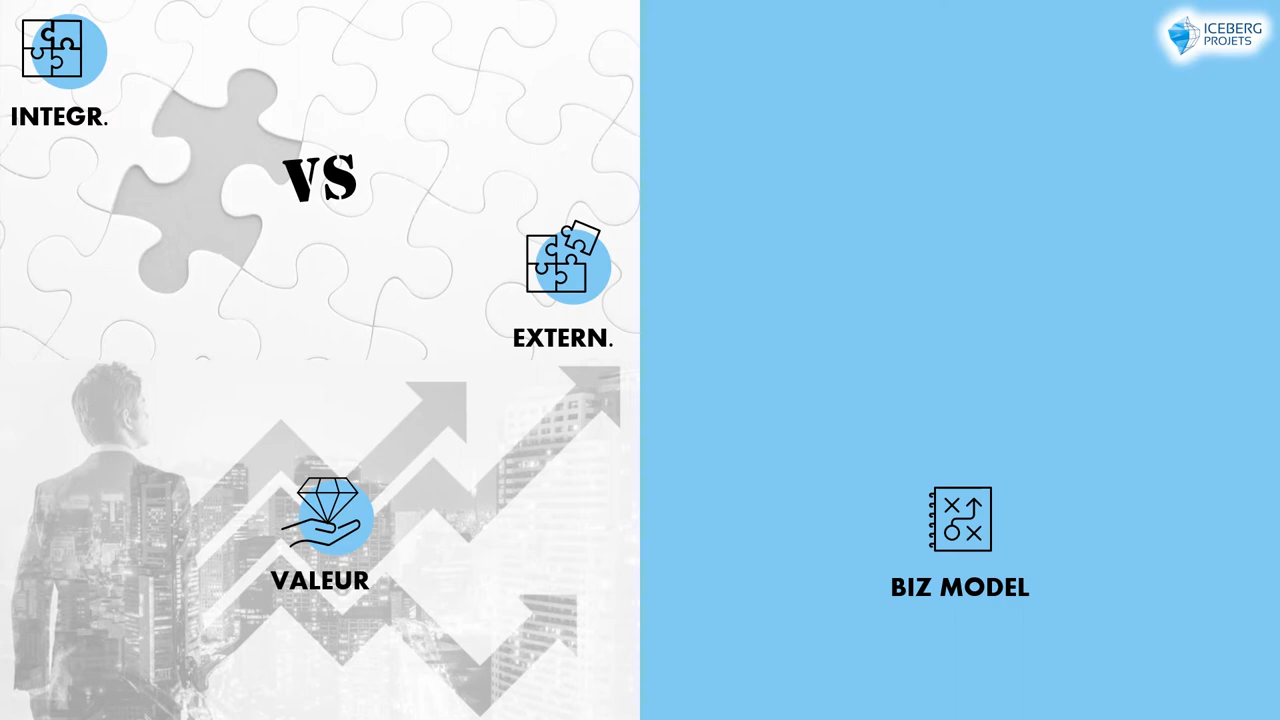 ICEBERG
PROJETS
INTEGR.
VS
EXTERN.
VALEUR
BIZ MODEL